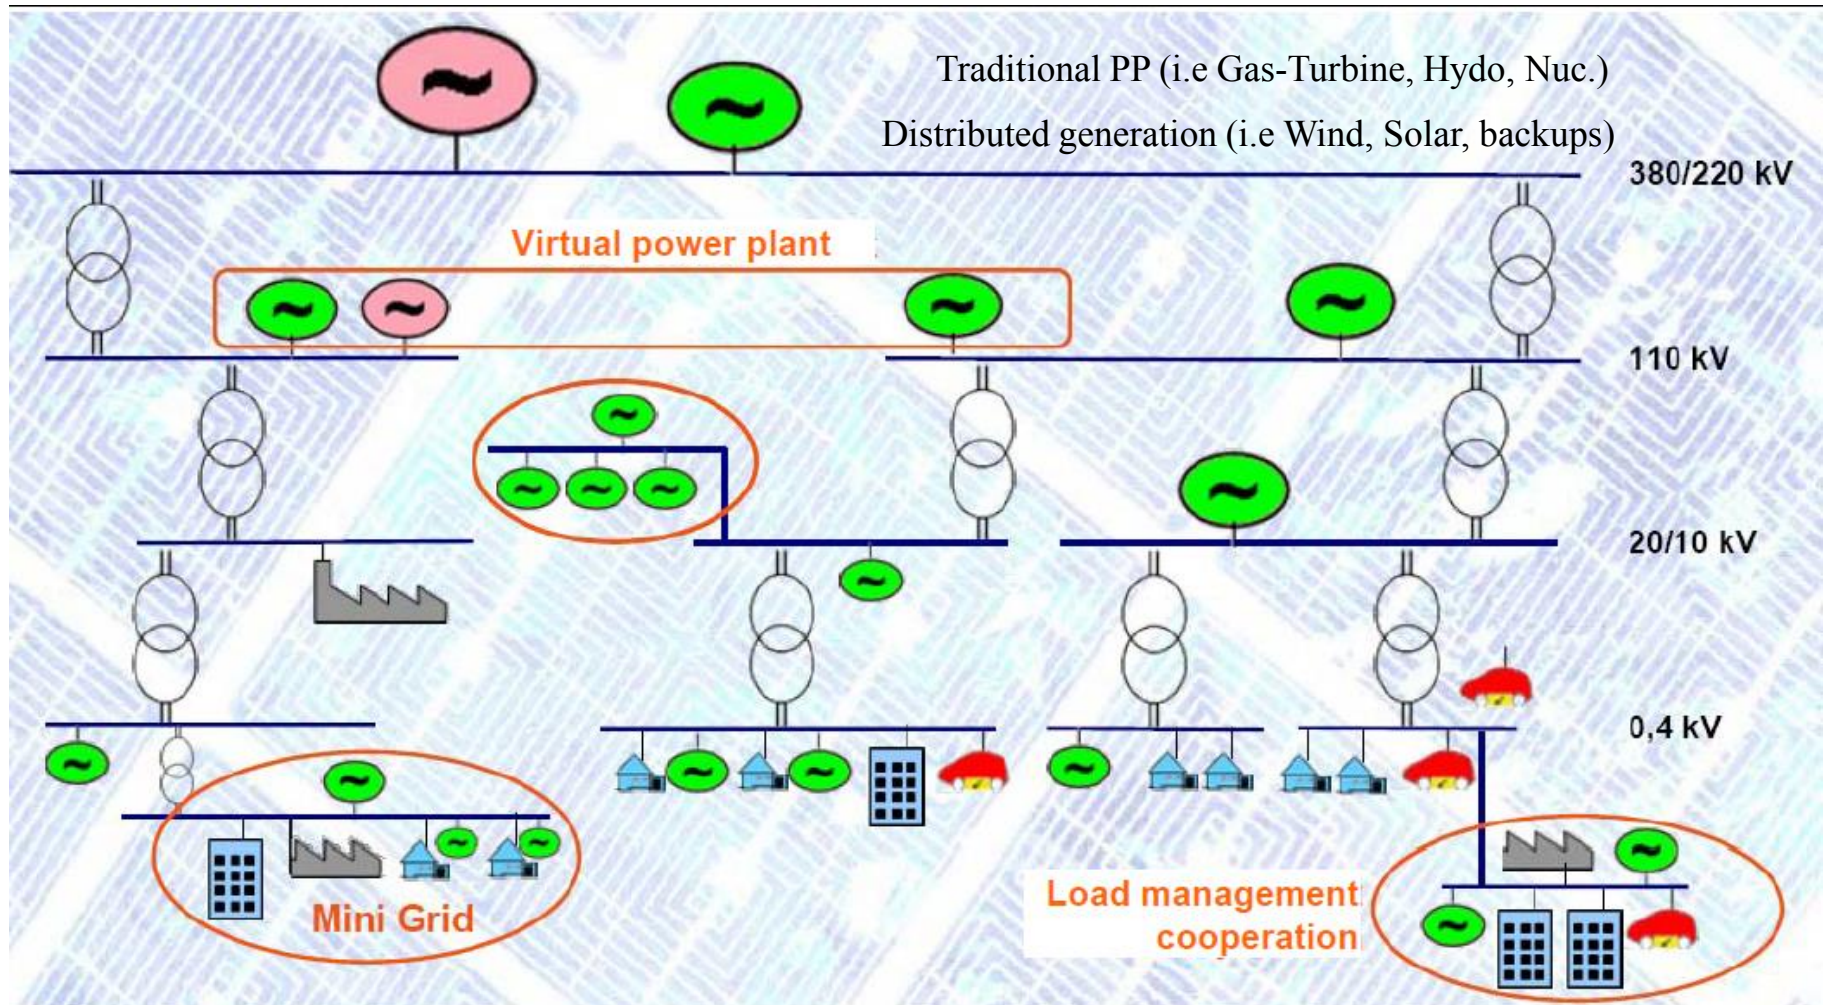 Traditional PP (i.e Gas-Turbine, Hydo, Nuc.)
Distributed generation (i.e Wind, Solar, backups)
380/220 kV
Virtual power plant
110 kV
20/10 kV
0,4 kV
Mini Grid
Load management
cooperation